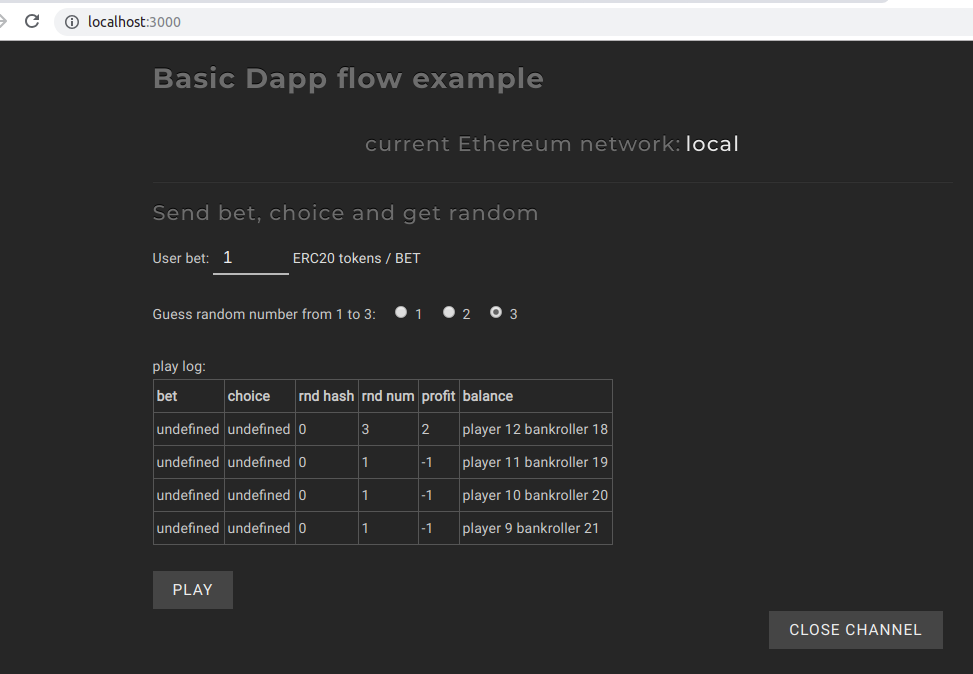 localhost:3000
Basic Dapp flow example
current Ethereum network: local
Send bet, choice and get random
User bet: 1 ERC20 tokens / BET
Guess random number from 1 to 3: 1 2 3
play log:
bet choice rnd hash rnd num profit balance
undefined undefined 0 3 2 player 12 bankroller 18
undefined undefined 0 1 -1 player 11 bankroller 19
undefined undefined 0 1 -1 player 10 bankroller 20
undefined undefined 0 1 -1 player 9 bankroller 21
PLAY
CLOSE CHANNEL